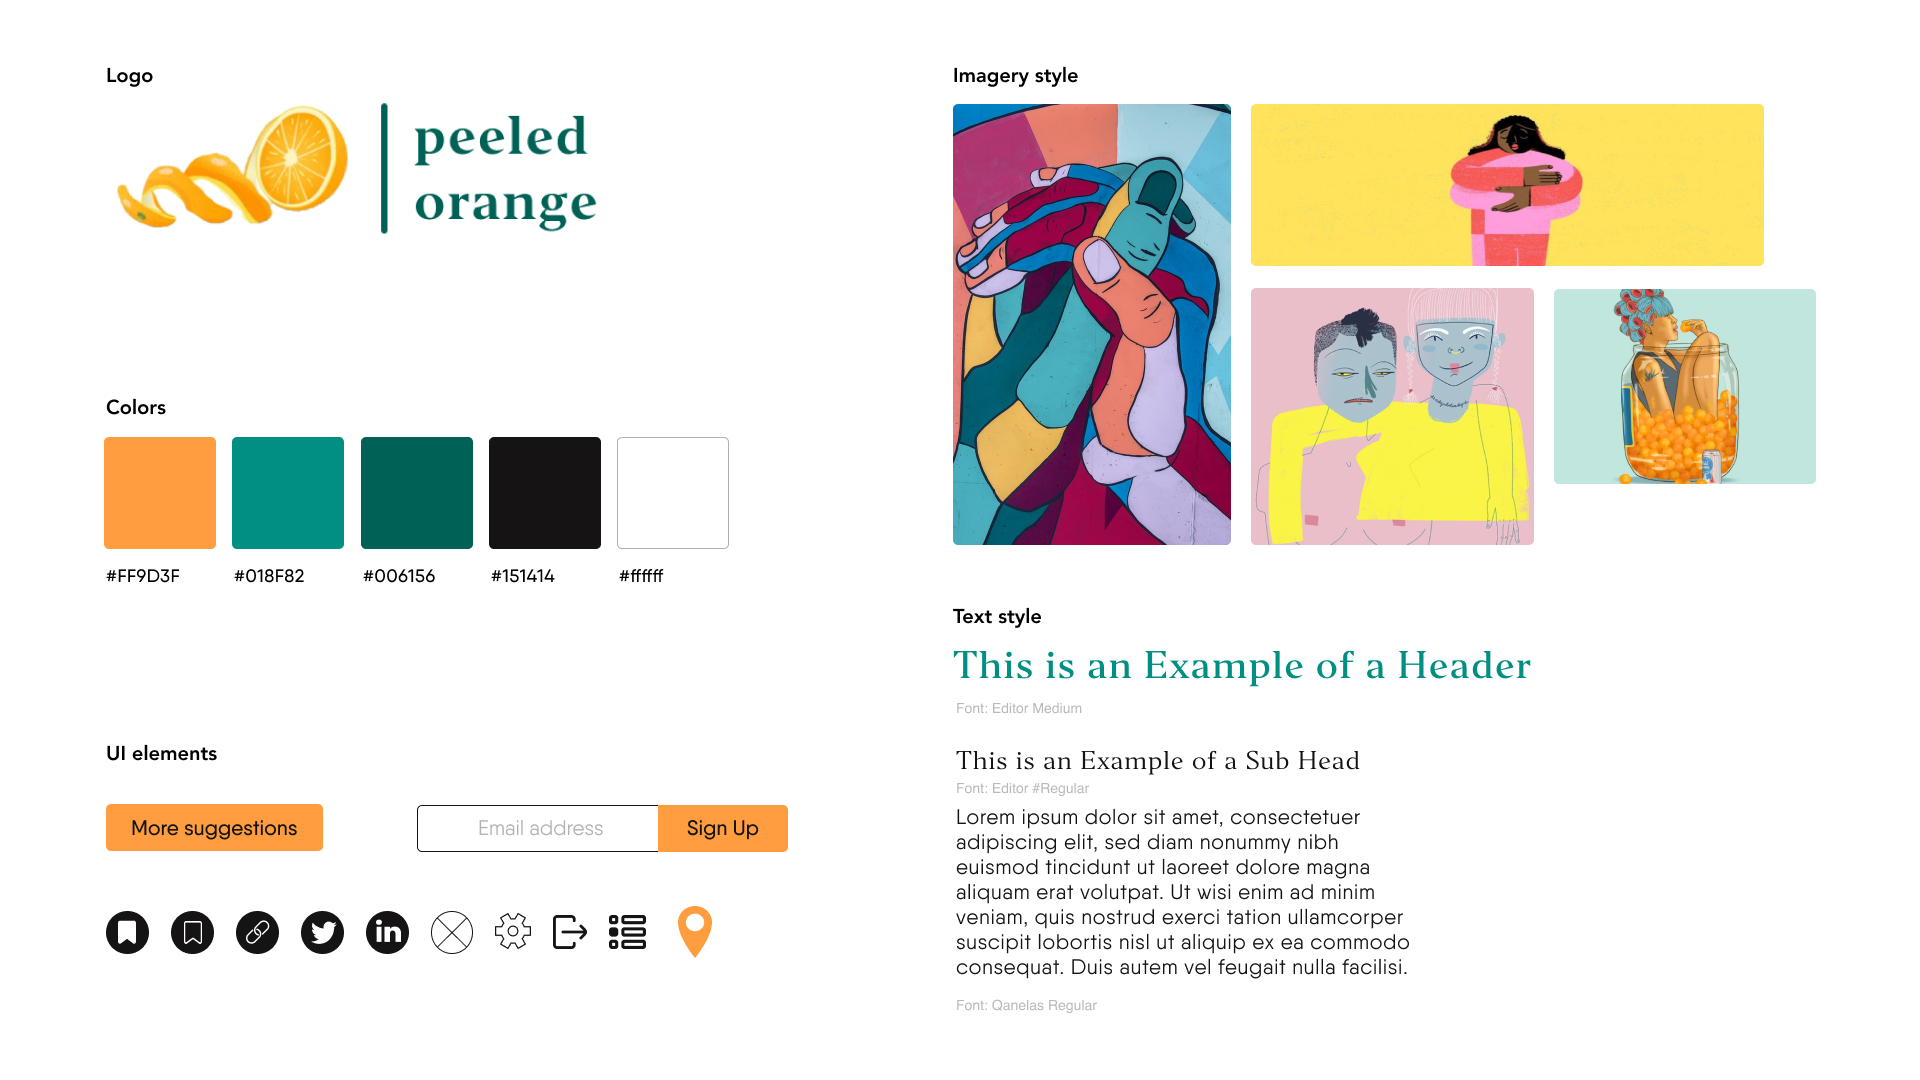 Logo
peeled
orange
Colors
#FF9D3F
#018F82
#006156
#151414
#ffffff
UI elements
More suggestions
Email address
Sign Up
in
Imagery style
Text style
This is an Example of a Header
Font: Editor Medium
This is an Example of a Sub Head
Font: Editor #Regular
Lorem ipsum dolor sit amet, consectetuer
adipiscing elit, sed diam nonummy nibh
euismod tincidunt ut laoreet dolore magna
aliquam erat volutpat. Ut wisi enim ad minim
veniam, quis nostrud exerci tation ullamcorper
suscipit lobortis nisl ut aliquip ex ea commodo
consequat. Duis autem vel feugait nulla facilisi.
Font: Qanelas Regular